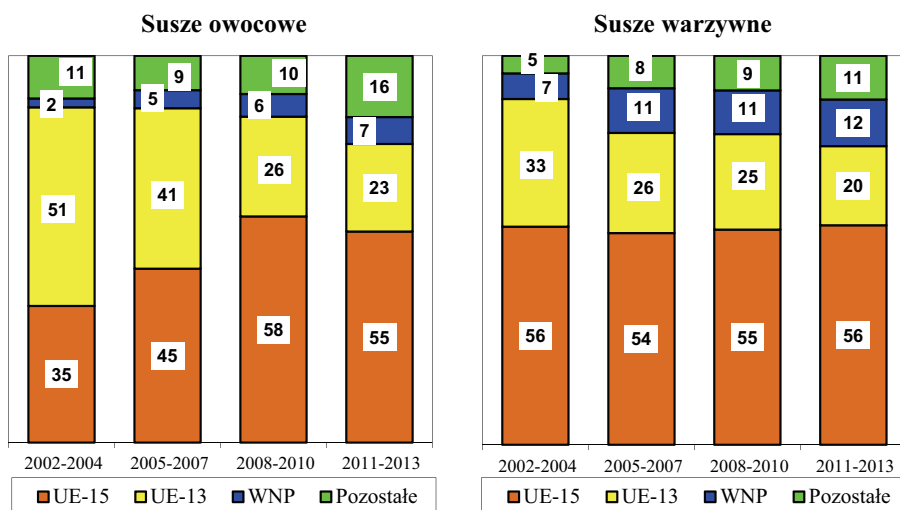 Susze owocowe
11 9 10 16
2 5 6 7
51 41 26 23
35 45 58 55
2002-2004 2005-2007 2008-2010 2011-2013
UE-15 UE-13 WNP Pozostałe
Susze warzywne
5 8 9 11
7 11 11 12
33 26 25 20
56 54 55 56
2002-2004 2005-2007 2008-2010 2011-2013
UE-15 UE-13 WNP Pozostałe